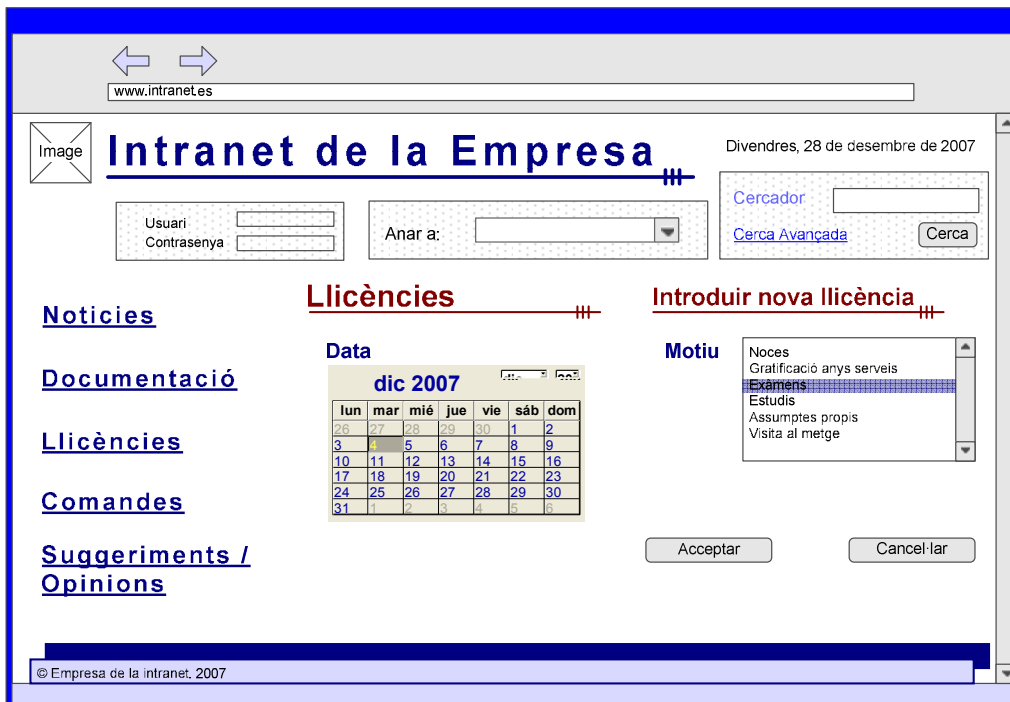 www.intranet.es
Image
Intranet de la Empresa
Divendres, 28 de desembre de 2007
Usuari
Contrasenya
Anar a:
Cercador
Cerca Avançada
Cerca
Noticies
Documentació
Llicències
Comandes
Suggeriments /
Opinions
Llicències
Data
dic 2007
lun mar mié jue vie sáb dom
26 27 28 29 30 1 2
3 4 5 6 7 8 9
10 11 12 13 14 15 16
17 18 19 20 21 22 23
24 25 26 27 28 29 30
31 1 2 3 4 5 6
Introduir nova llicència
Motiu
Noces
Gratificació anys serveis
Exàmens
Estudis
Assumptes propis
Visita al metge
Acceptar
Cancel·lar
© Empresa de la intranet. 2007